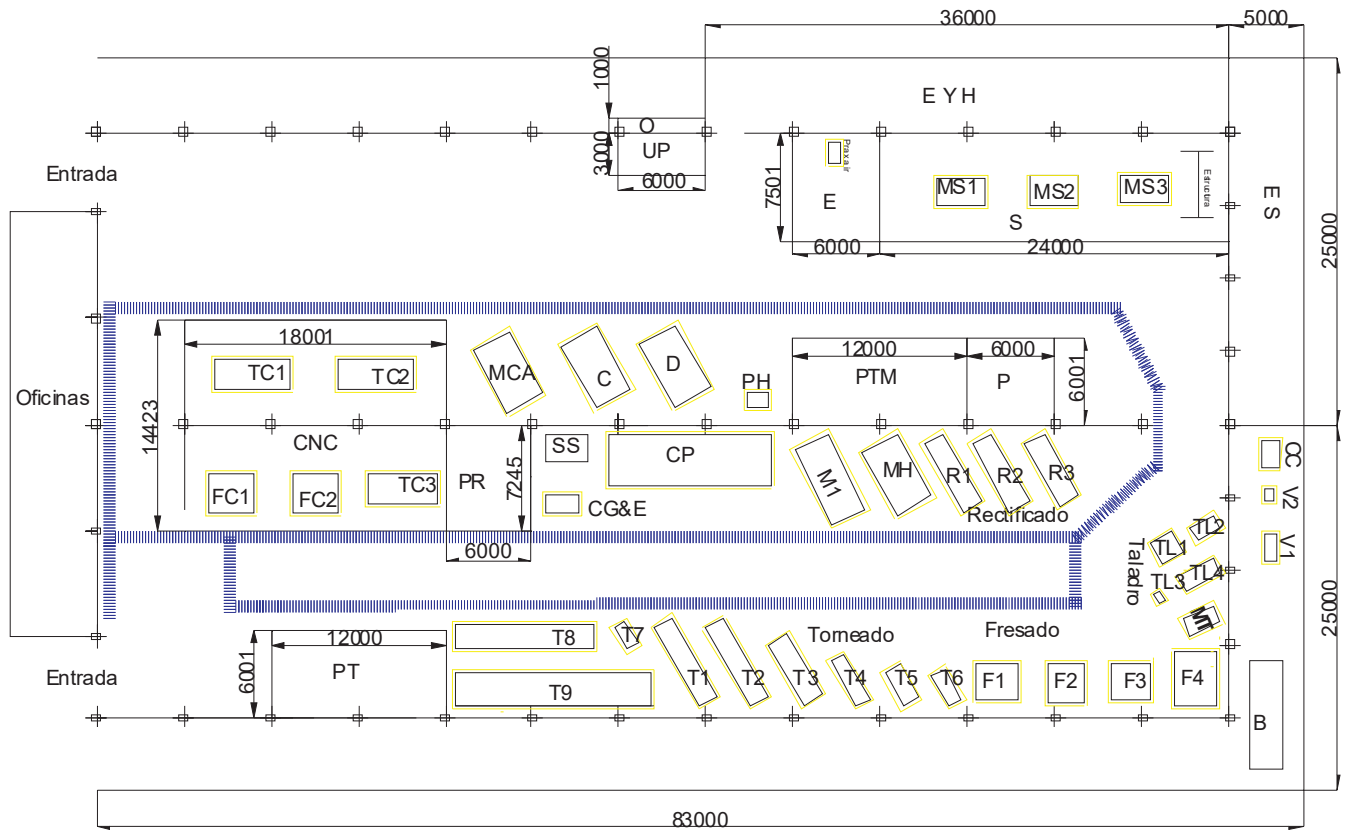 36000
5000
1000
E Y H
O
Entrada
3000
UP
6000
Praxair
7501
E
MS1
MS2
MS3
Estructura
S
E S
6000
24000
25000
18001
12000
6000
TC1
TC2
MCA
C
D
PH
PTM
P
6001
Oficinas
14423
CNC
SS
CP
PR
7245
FC1
FC2
TC3
CG&E
M1
MH
R1
R2
R3
Rectificado
CC
V2
V1
6000
TL2
TL1
Taladro
TL4
TL3
MT
25000
12000
T8
T7
Torneado
Fresado
Entrada
6001
PT
T9
T1
T2
T3
T4
T5
T6
F1
F2
F3
F4
B
83000